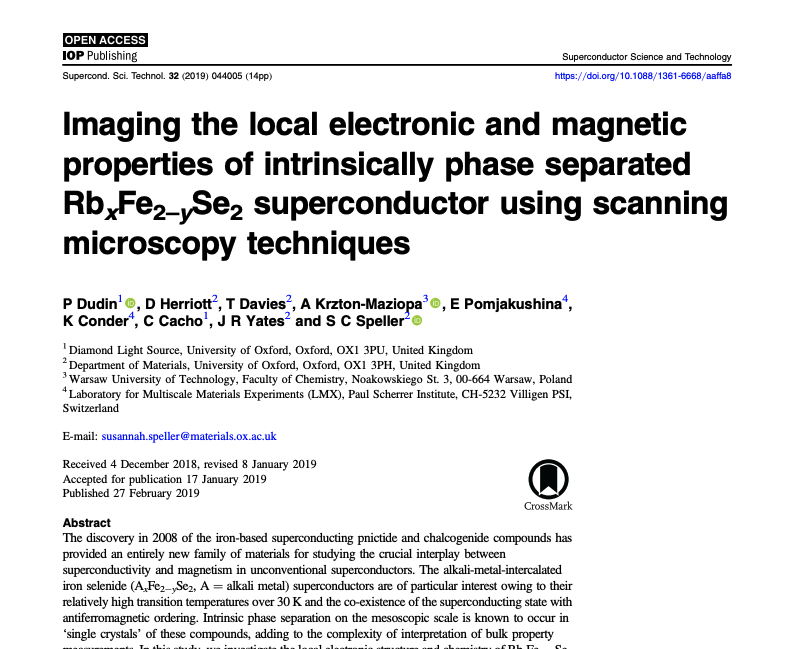 OPEN ACCESS
IOP Publishing
Superconductor Science and Technology
Supercond. Sci. Technol. 32 (2019) 044005 (14pp)
https://doi.org/10.1088/1361-6668/aaffa8
Imaging the local electronic and magnetic
properties of intrinsically phase separated
RbxFe2−ySe2 superconductor using scanning
microscopy techniques
P Dudin1, D Herriott2, T Davies2, A Krzton-Maziopa3, E Pomjakushina4,
K Conder4, C Cacho1, J R Yates2 and S C Speller2
1 Diamond Light Source, University of Oxford, Oxford, OX1 3PU, United Kingdom
2 Department of Materials, University of Oxford, Oxford, OX1 3PH, United Kingdom
3 Warsaw University of Technology, Faculty of Chemistry, Noakowskiego St. 3, 00-664 Warsaw, Poland
4 Laboratory for Multiscale Materials Experiments (LMX), Paul Scherrer Institute, CH-5232 Villigen PSI,
Switzerland
E-mail: susannah.speller@materials.ox.ac.uk
Received 4 December 2018, revised 8 January 2019
Accepted for publication 17 January 2019
Published 27 February 2019
CrossMark
Abstract
The discovery in 2008 of the iron-based superconducting pnictide and chalcogenide compounds has
provided an entirely new family of materials for studying the crucial interplay between
superconductivity and magnetism in unconventional superconductors. The alkali-metal-intercalated
iron selenide (AxFe2−ySe2, A = alkali metal) superconductors are of particular interest owing to their
relatively high transition temperatures over 30 K and the co-existence of the superconducting state with
antiferromagnetic ordering. Intrinsic phase separation on the mesoscopic scale is known to occur in
'single crystals' of these compounds, adding to the complexity of interpretation of bulk property